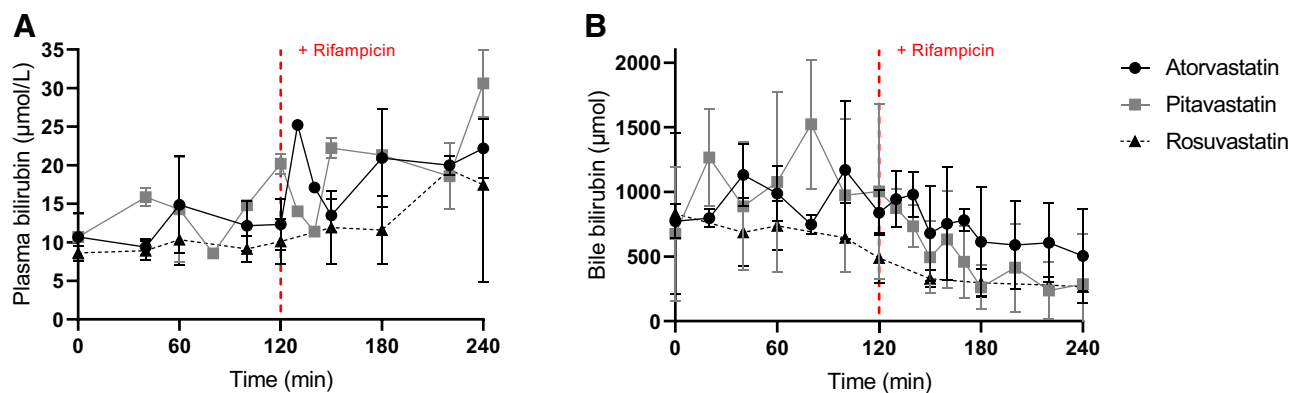 A
+ Rifampicin
Plasma bilirubin (μmol/L)
35
30
25
20
15
10
5
0
0 60 120 180 240
Time (min)
B
+ Rifampicin
Bile bilirubin (μmol)
2000
1500
1000
500
0
0 60 120 180 240
Time (min)
Atorvastatin
Pitavastatin
Rosuvastatin